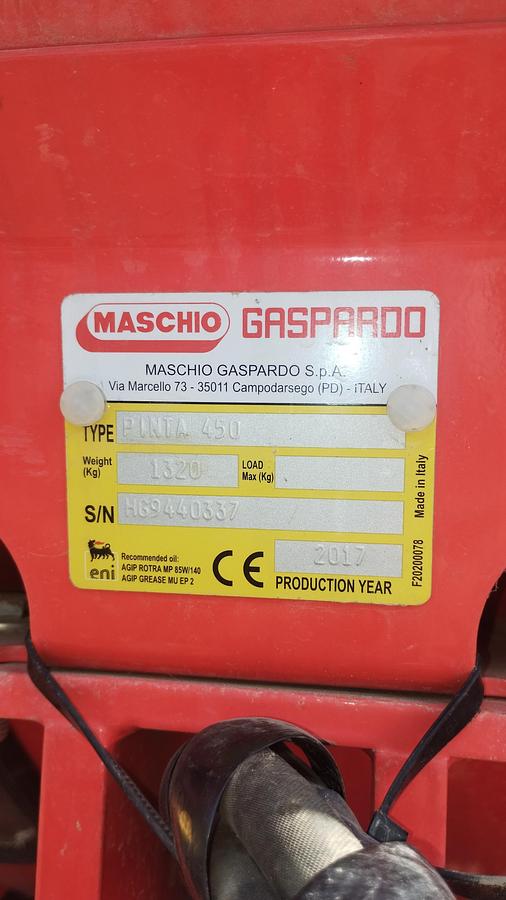 MASCHIO GASPARDO
MASCHIO GASPARDO S.p.A.
Via Marcello 73 - 35011 Campodarsego (PD) - ITALY
TYPE PINTA 450
Weight (Kg) 1320 LOAD Max (Kg)
S/N HG9440337
eni
Recommended oil:
AGIP ROTRA MP 85W/140
AGIP GREASE MU EP 2
CE
2017
PRODUCTION YEAR
Made in Italy
F20200078